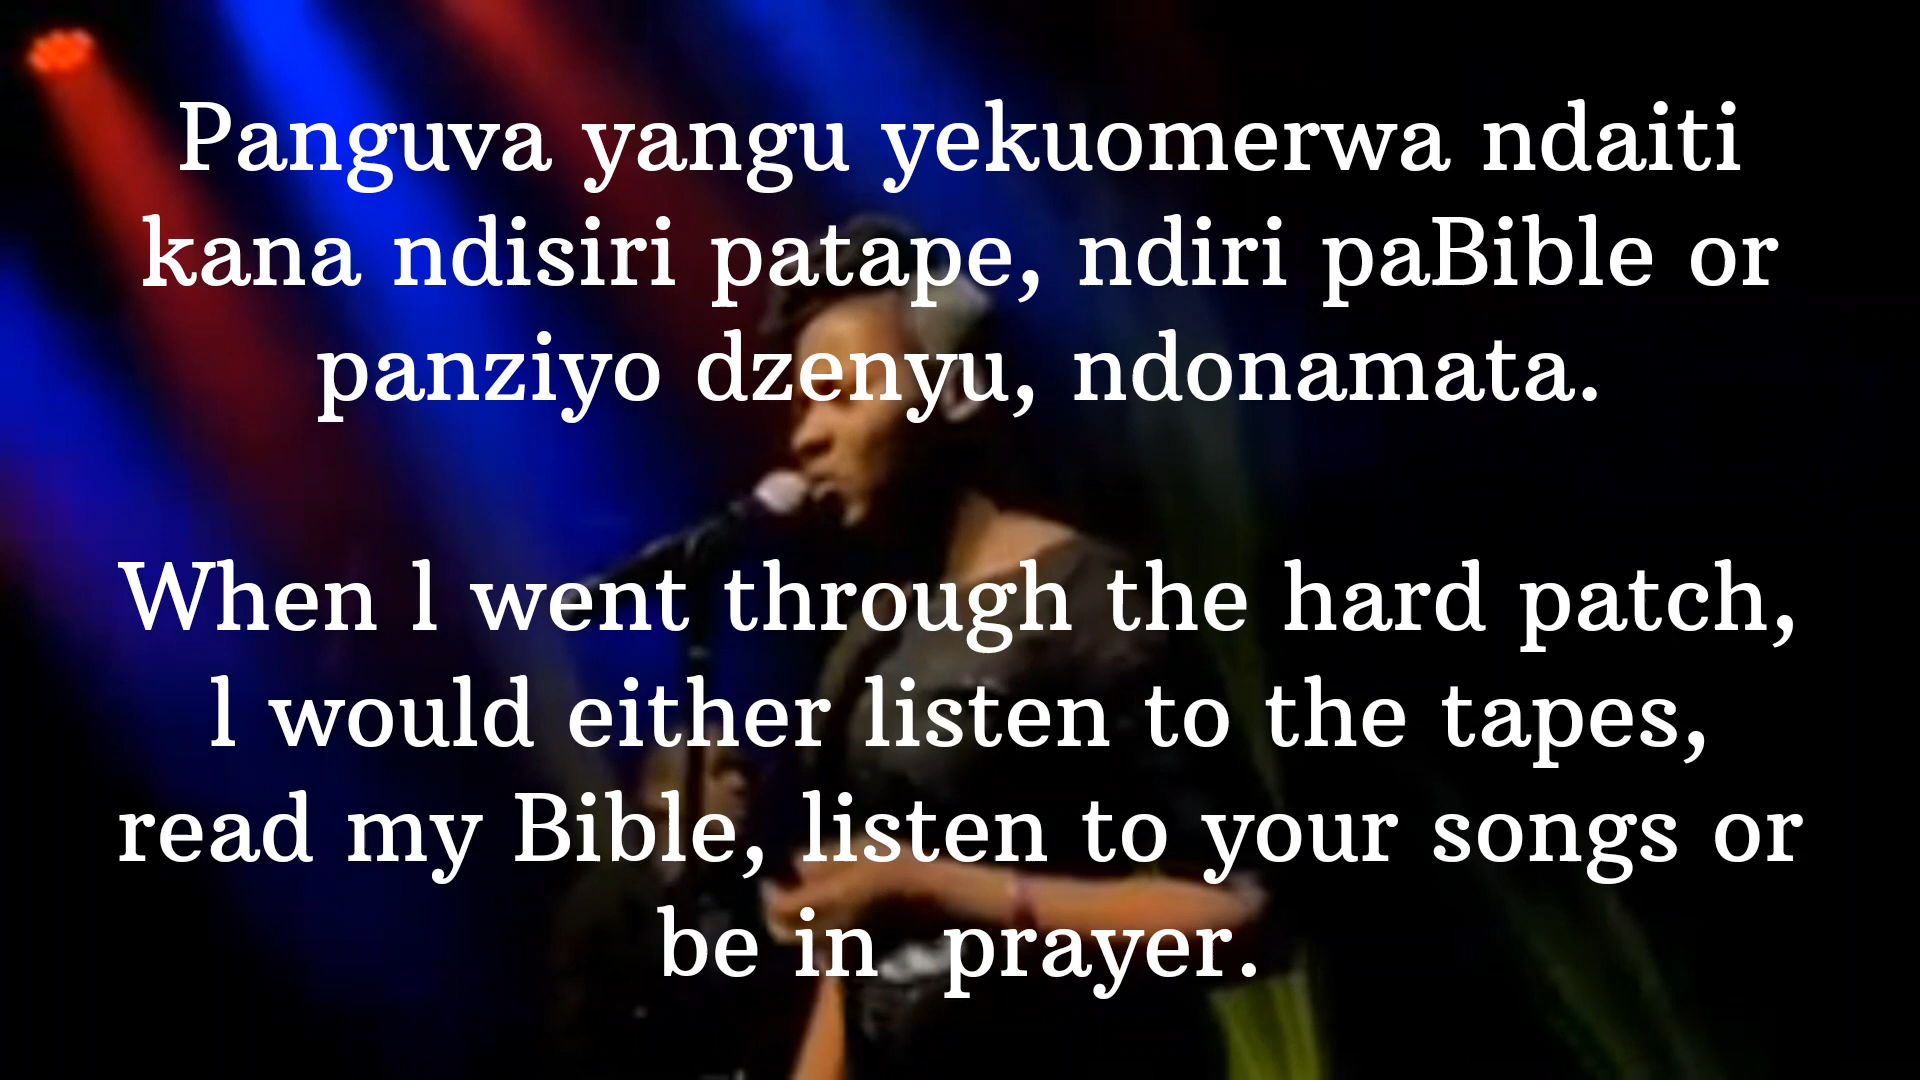 Panguva yangu yekuomerwa ndaiti
kana ndisiri patape, ndiri paBible or
panziyo dzenyu, ndonamata.
When l went through the hard patch,
l would either listen to the tapes,
read my Bible, listen to your songs or
be in  prayer.